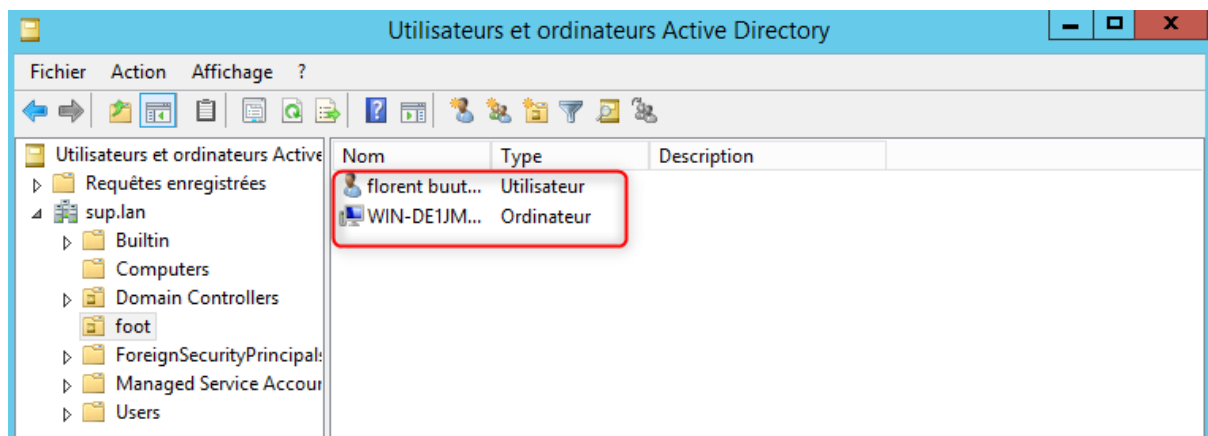 Utilisateurs et ordinateurs Active Directory
x
Fichier Action Affichage ?
Utilisateurs et ordinateurs Active
Requêtes enregistrées
sup.lan
Builtin
Computers
Domain Controllers
foot
ForeignSecurityPrincipals
Managed Service Accour
Users
Nom Type Description
florent buut... Utilisateur
WIN-DE1JM... Ordinateur